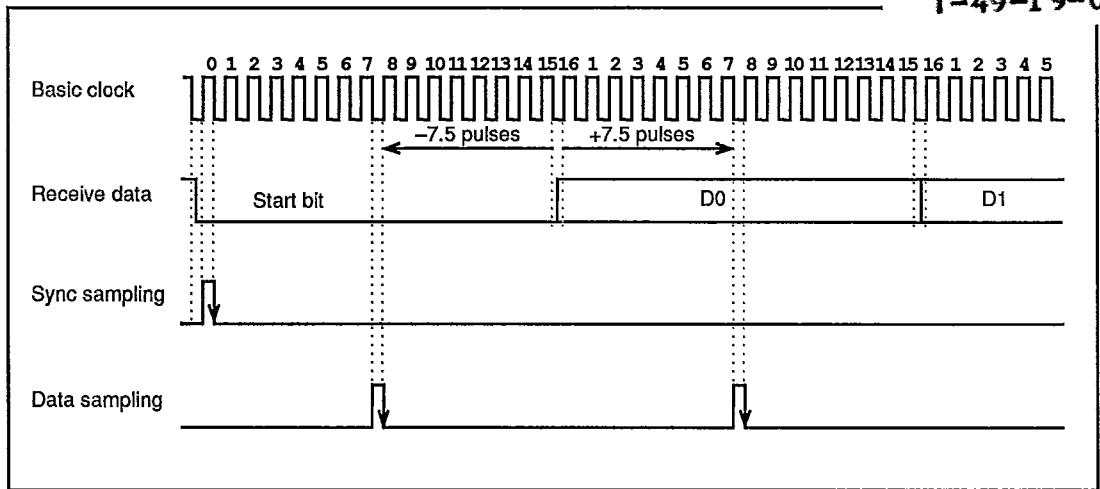 0 1 2 3 4 5 6 7 8 9 10 11 12 13 14 15 16 1 2 3 4 5 6 7 8 9 10 11 12 13 14 15 16 1 2 3 4 5
Basic clock
−7.5 pulses +7.5 pulses
Receive data Start bit D0 D1
Sync sampling
Data sampling